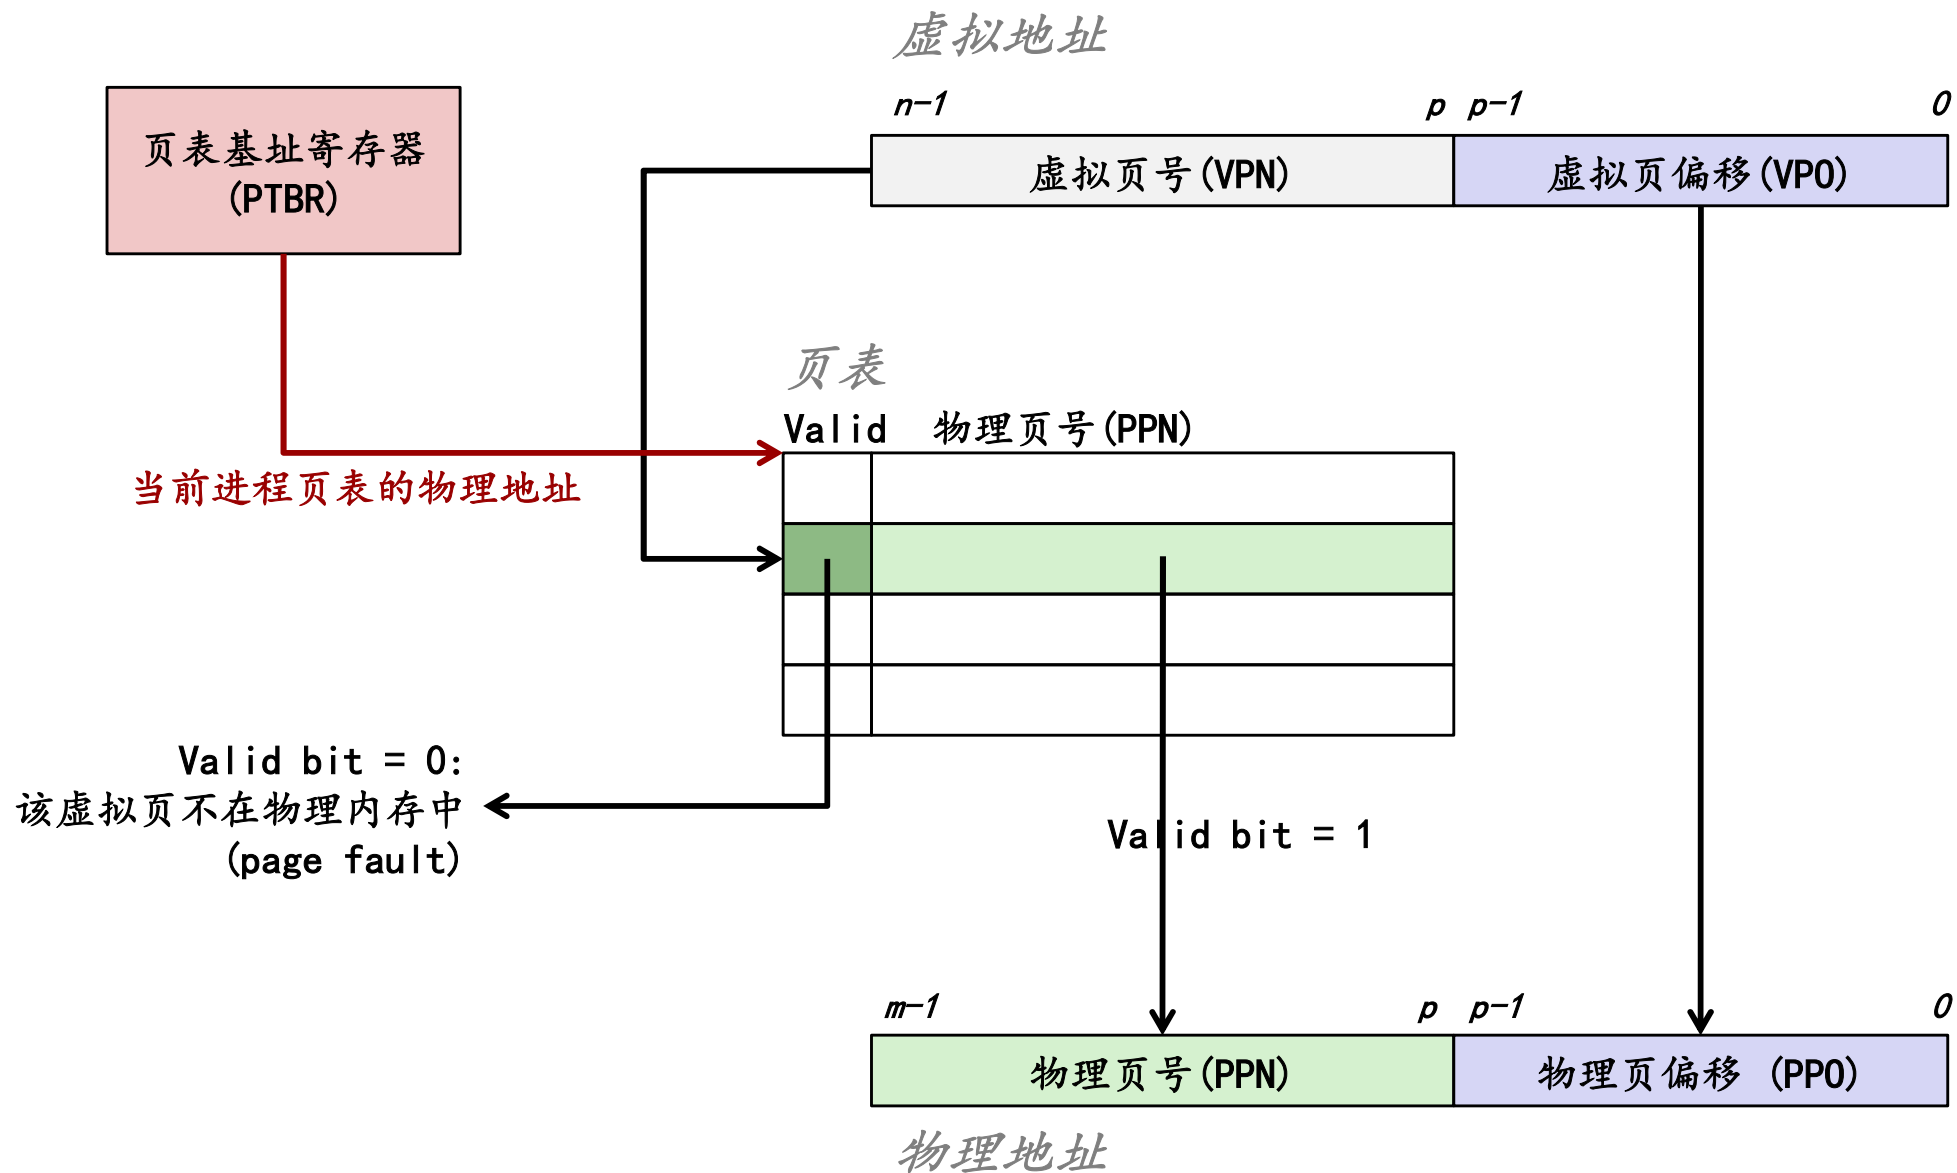 虚拟地址
n-1 p p-1 0
页表基址寄存器
(PTBR)
虚拟页号(VPN) 虚拟页偏移(VPO)
页表
Valid 物理页号(PPN)
当前进程页表的物理地址
Valid bit = 0:
该虚拟页不在物理内存中
(page fault)
Valid bit = 1
m-1 p p-1 0
物理页号(PPN) 物理页偏移 (PPO)
物理地址